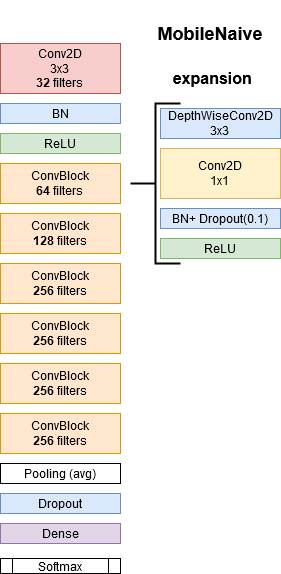 MobileNaive
expansion
Conv2D
3x3
32 filters
BN
ReLU
ConvBlock
64 filters
ConvBlock
128 filters
ConvBlock
256 filters
ConvBlock
256 filters
ConvBlock
256 filters
ConvBlock
256 filters
Pooling (avg)
Dropout
Dense
Softmax
DepthWiseConv2D
3x3
Conv2D
1x1
BN+ Dropout(0.1)
ReLU